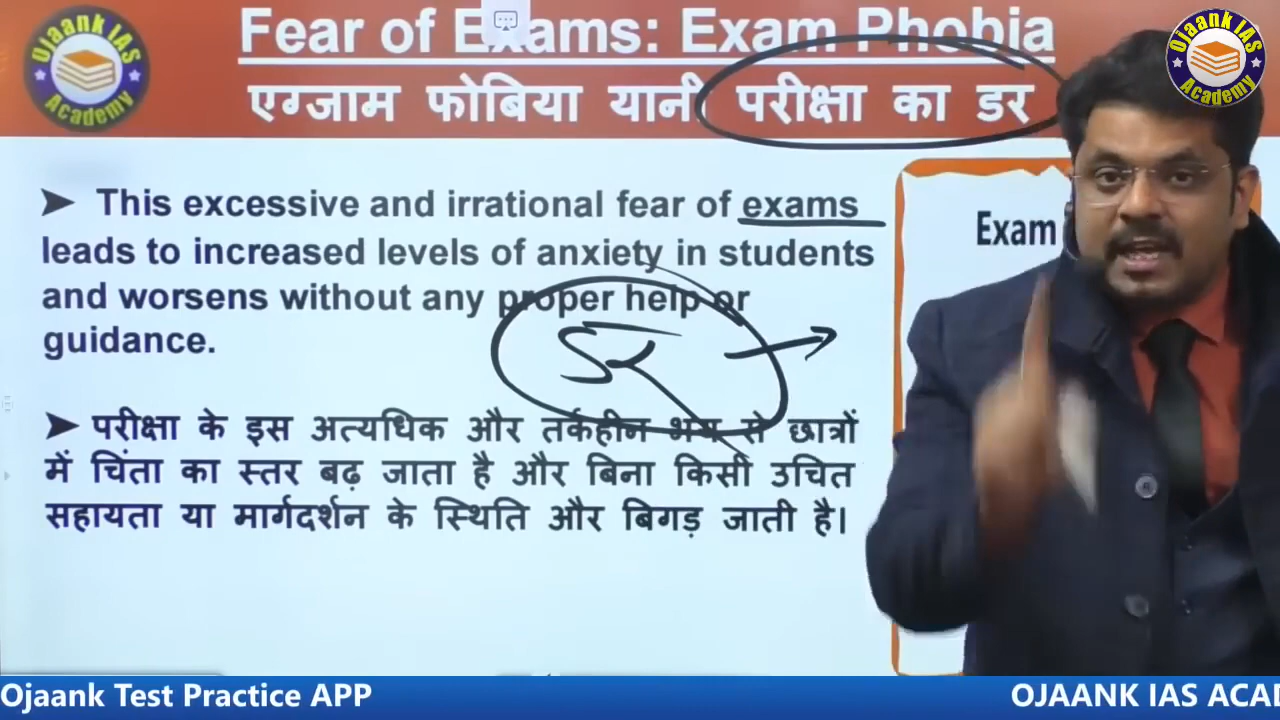 Fear of Exams: Exam Phobia
एग्जाम फोबिया यानी परीक्षा का डर
Ojaank IAS
Academy
Ojaank IAS
Academy
➤ This excessive and irrational fear of exams
leads to increased levels of anxiety in students
and worsens without any proper help or
guidance.
डर
Exam
➤ परीक्षा के इस अत्यधिक और तर्कहीन भय से छात्रों
में चिंता का स्तर बढ़ जाता है और बिना किसी उचित
सहायता या मार्गदर्शन के स्थिति और बिगड़ जाती है।
Ojaank Test Practice APP
OJAANK IAS ACAD